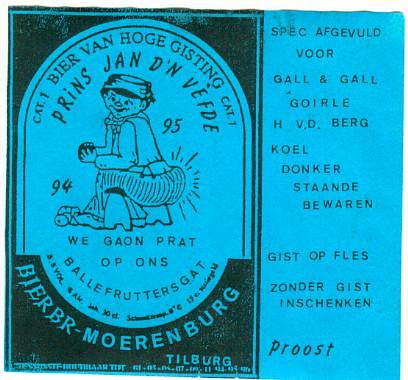 CAT. 1 BIER VAN HOGE GISTING CAT. 1
PRiNS JAN D'N VEFDE
94
95
WE GAON PRAT
OP ONS
BALLEFRUTTERSGAT
BIERBR. MOERENBURG
TILBURG
SPEC AFGEVULD
VOOR
GALL & GALL
GOIRLE
H V.D. BERG
KOEL
DONKER
STAANDE
BEWAREN
GIST OP FLES
ZONDER GIST
INSCHENKEN
Proost